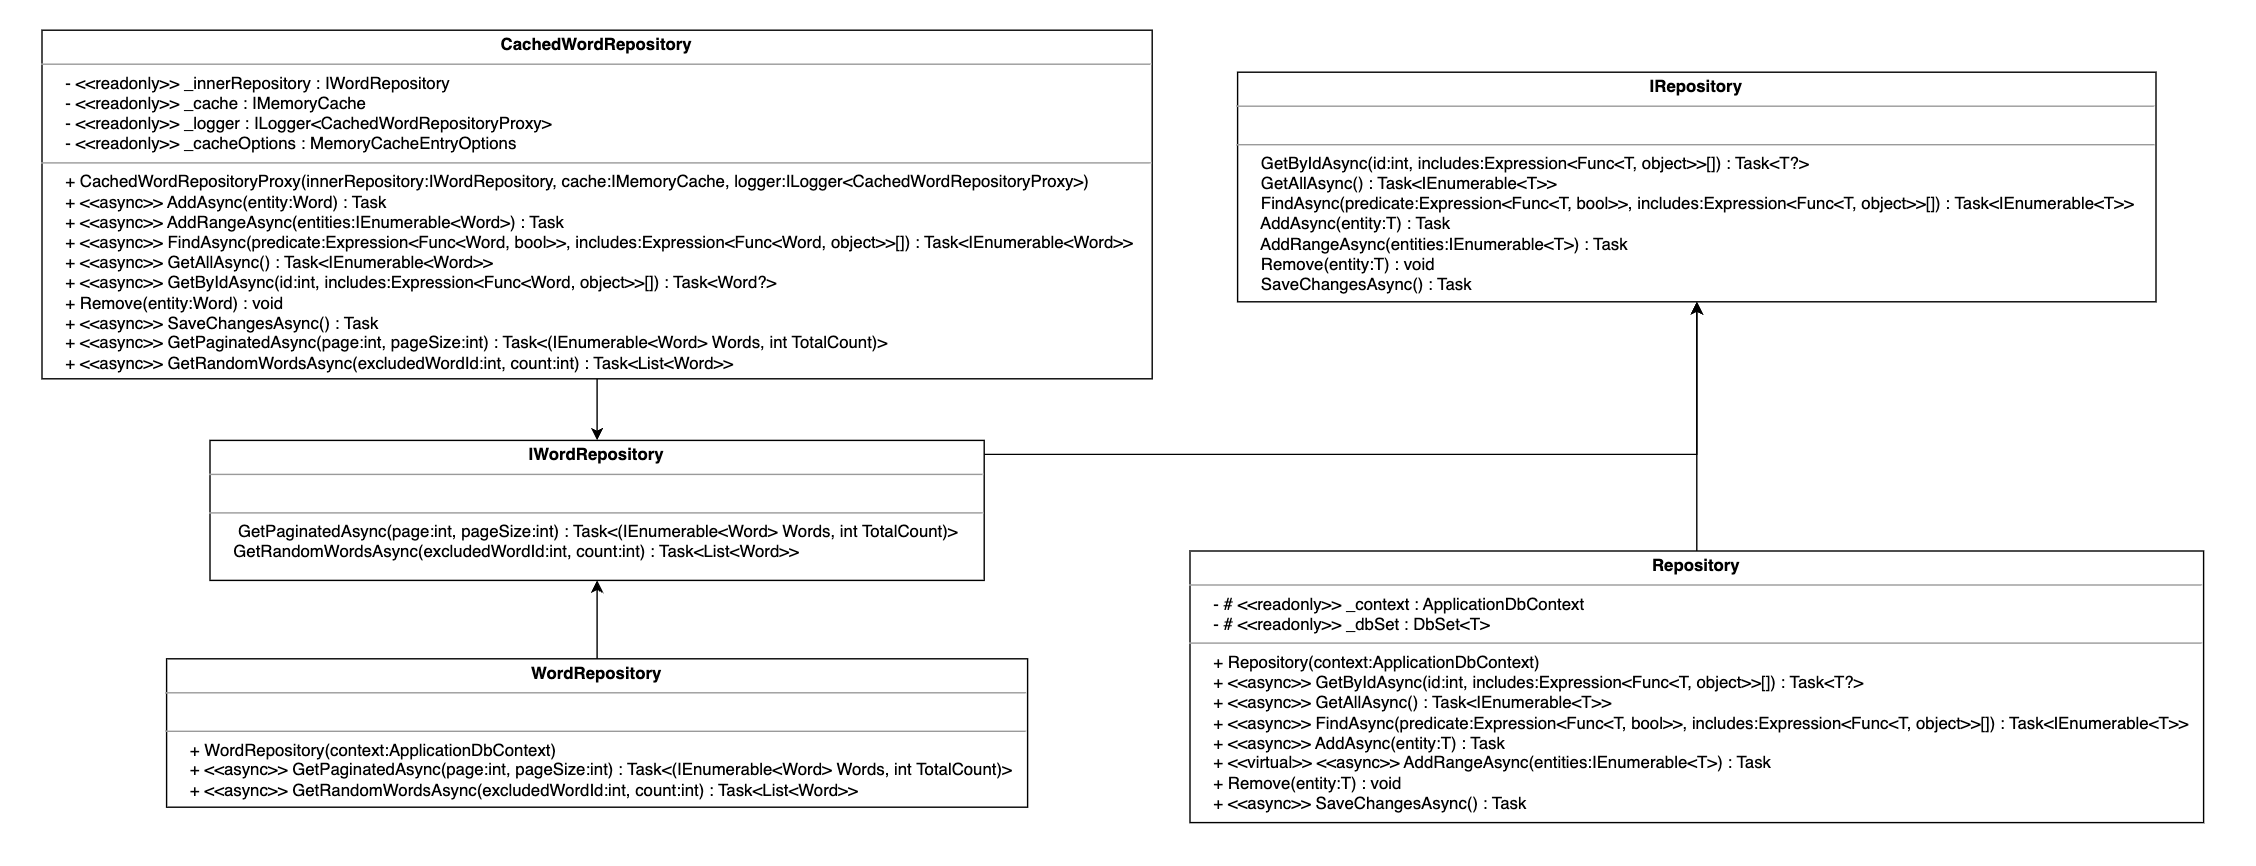 CachedWordRepository
- <<readonly>> _innerRepository : IWordRepository
- <<readonly>> _cache : IMemoryCache
- <<readonly>> _logger : ILogger<CachedWordRepositoryProxy>
- <<readonly>> _cacheOptions : MemoryCacheEntryOptions
+ CachedWordRepositoryProxy(innerRepository:IWordRepository, cache:IMemoryCache, logger:ILogger<CachedWordRepositoryProxy>)
+ <<async>> AddAsync(entity:Word) : Task
+ <<async>> AddRangeAsync(entities:IEnumerable<Word>) : Task
+ <<async>> FindAsync(predicate:Expression<Func<Word, bool>>, includes:Expression<Func<Word, object>>[]) : Task<IEnumerable<Word>>
+ <<async>> GetAllAsync() : Task<IEnumerable<Word>>
+ <<async>> GetByIdAsync(id:int, includes:Expression<Func<Word, object>>[]) : Task<Word?>
+ Remove(entity:Word) : void
+ <<async>> SaveChangesAsync() : Task
+ <<async>> GetPaginatedAsync(page:int, pageSize:int) : Task<(IEnumerable<Word> Words, int TotalCount)>
+ <<async>> GetRandomWordsAsync(excludedWordId:int, count:int) : Task<List<Word>>
IRepository
GetByIdAsync(id:int, includes:Expression<Func<T, object>>[]) : Task<T?>
GetAllAsync() : Task<IEnumerable<T>>
FindAsync(predicate:Expression<Func<T, bool>>, includes:Expression<Func<T, object>>[]) : Task<IEnumerable<T>>
AddAsync(entity:T) : Task
AddRangeAsync(entities:IEnumerable<T>) : Task
Remove(entity:T) : void
SaveChangesAsync() : Task
IWordRepository
GetPaginatedAsync(page:int, pageSize:int) : Task<(IEnumerable<Word> Words, int TotalCount)>
GetRandomWordsAsync(excludedWordId:int, count:int) : Task<List<Word>>
WordRepository
+ WordRepository(context:ApplicationDbContext)
+ <<async>> GetPaginatedAsync(page:int, pageSize:int) : Task<(IEnumerable<Word> Words, int TotalCount)>
+ <<async>> GetRandomWordsAsync(excludedWordId:int, count:int) : Task<List<Word>>
Repository
- # <<readonly>> _context : ApplicationDbContext
- # <<readonly>> _dbSet : DbSet<T>
+ Repository(context:ApplicationDbContext)
+ <<async>> GetByIdAsync(id:int, includes:Expression<Func<T, object>>[]) : Task<T?>
+ <<async>> GetAllAsync() : Task<IEnumerable<T>>
+ <<async>> FindAsync(predicate:Expression<Func<T, bool>>, includes:Expression<Func<T, object>>[]) : Task<IEnumerable<T>>
+ <<async>> AddAsync(entity:T) : Task
+ <<virtual>> <<async>> AddRangeAsync(entities:IEnumerable<T>) : Task
+ Remove(entity:T) : void
+ <<async>> SaveChangesAsync() : Task